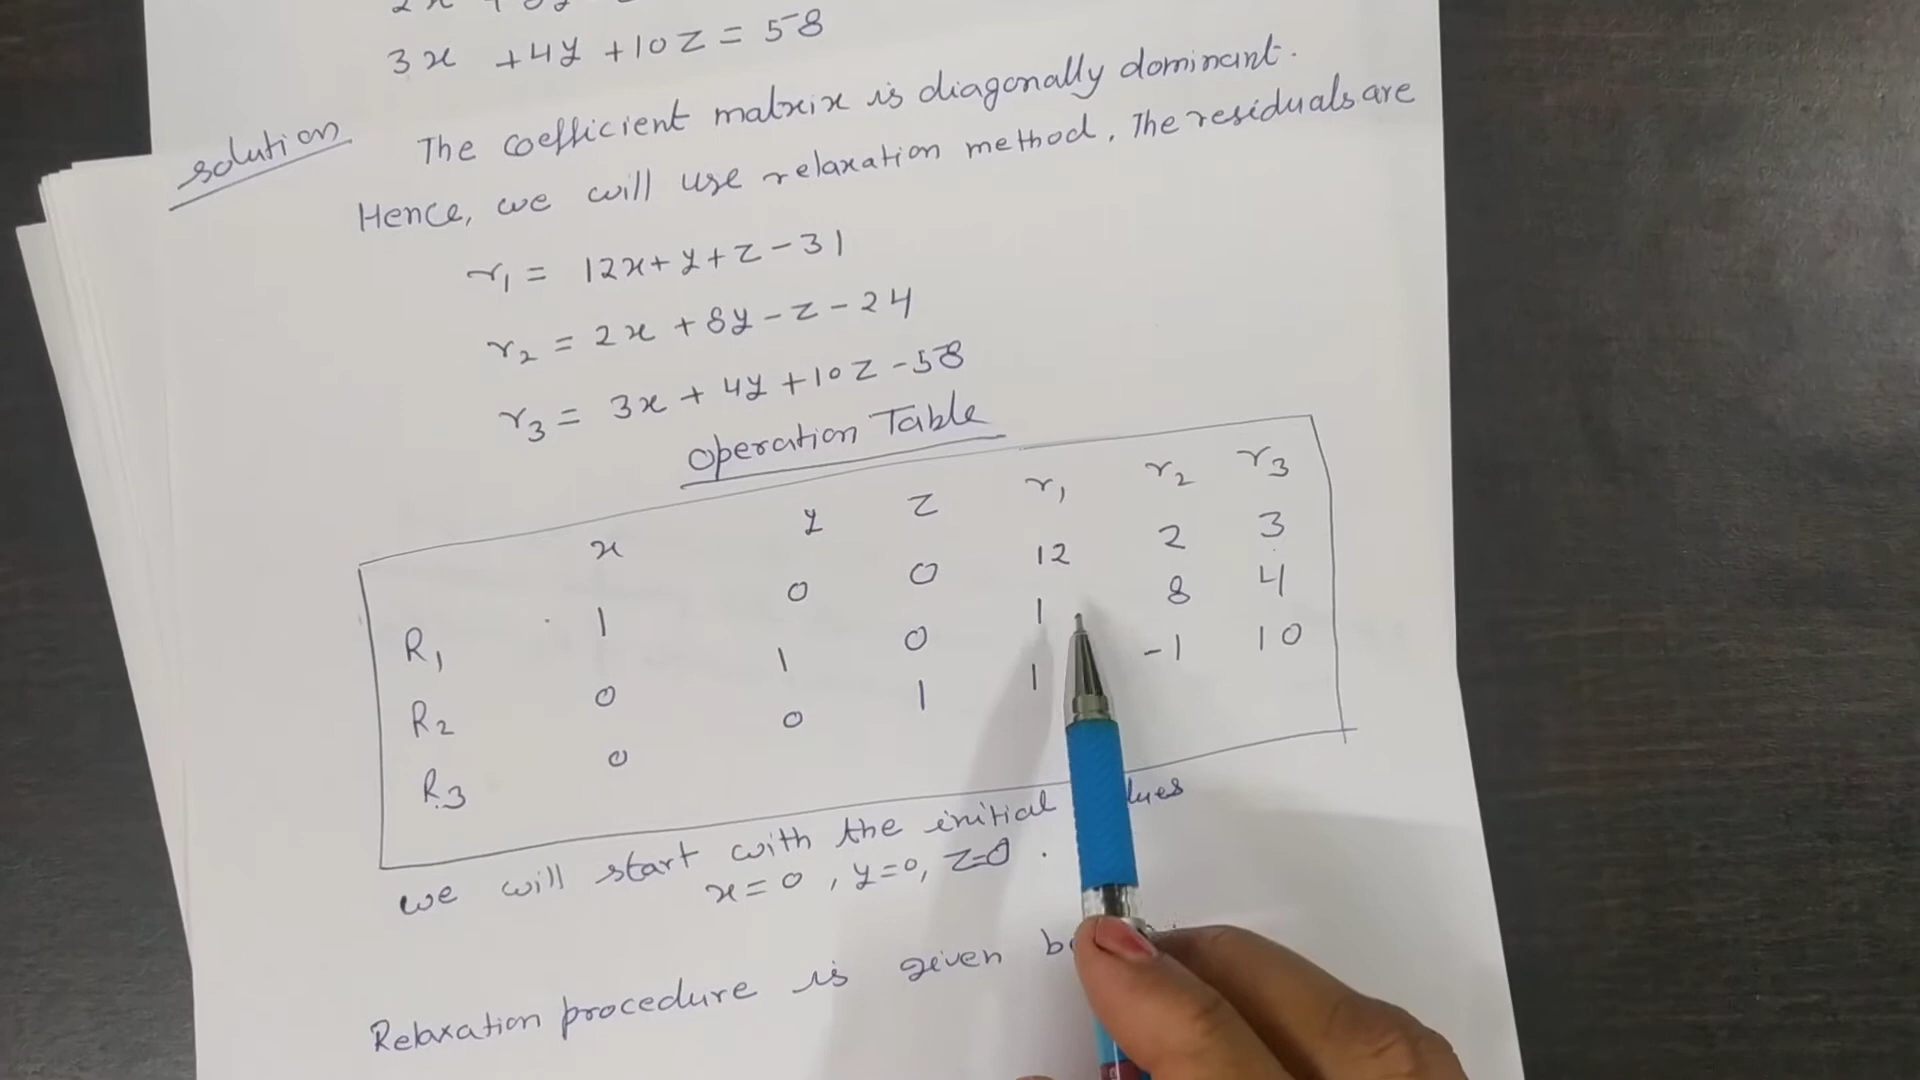 3x + 4y + 10z = 58
solution The coefficient matrix is diagonally dominant.
Hence, we will use relaxation method. The residuals are
r₁ = 12x + y + z - 31
r₂ = 2x + 8y - z - 24
r₃ = 3x + 4y + 10z - 58
Operation Table
x y z r₁ r₂ r₃
R₁ 1 0 0 12 2 3
R₂ 0 1 0 1 8 4
R₃ 0 0 1 1 -1 10
we will start with the initial
x = 0, y = 0, z = 0.
Relaxation procedure is given